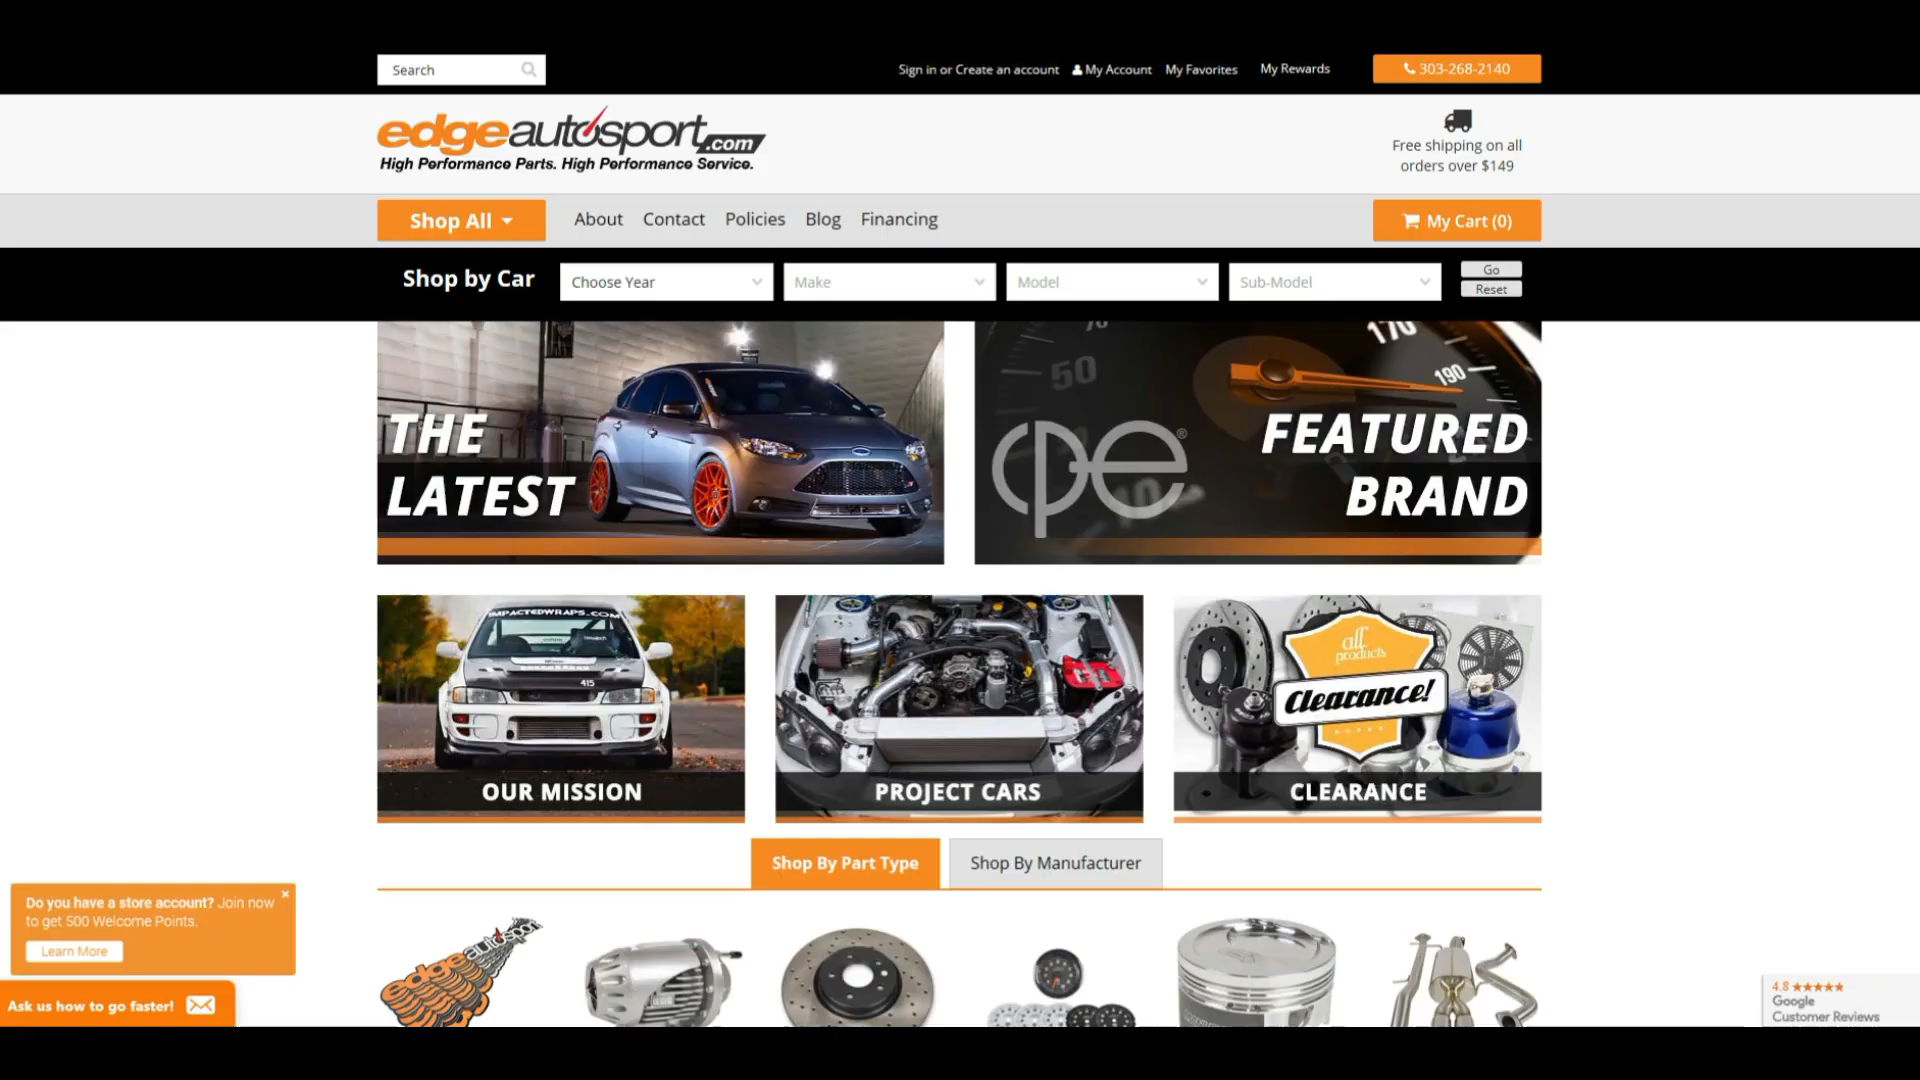 Search
Sign in or Create an account
My Account
My Favorites
My Rewards
303-268-2140
edgeautosport.com
High Performance Parts. High Performance Service.
Free shipping on all
orders over $149
Shop All
About
Contact
Policies
Blog
Financing
My Cart (0)
Shop by Car
Choose Year
Make
Model
Sub-Model
Go
Reset
THE
LATEST
50
170
190
cpe®
FEATURED
BRAND
IMPACTEDWRAPS.COM
415
OUR MISSION
PROJECT CARS
all
products
Clearance!
CLEARANCE
Shop By Part Type
Shop By Manufacturer
Do you have a store account? Join now
to get 500 Welcome Points.
Learn More
Ask us how to go faster!
edgeautosport
4.8 ★★★★★
Google
Customer Reviews